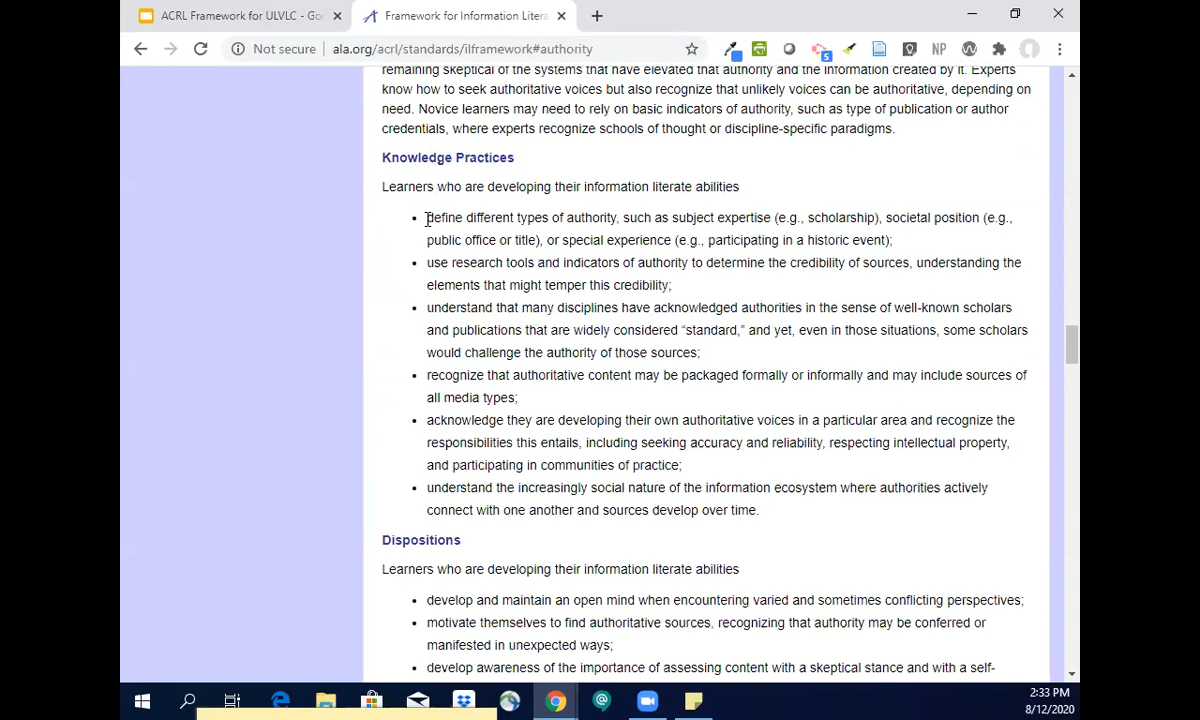 ACRL Framework for ULVLC - Go
Framework for Information Litera
Not secure
ala.org/acrl/standards/ilframework#authority
5
NP
remaining skeptical of the systems that have elevated that authority and the information created by it. Experts
know how to seek authoritative voices but also recognize that unlikely voices can be authoritative, depending on
need. Novice learners may need to rely on basic indicators of authority, such as type of publication or author
credentials, where experts recognize schools of thought or discipline-specific paradigms.
Knowledge Practices
Learners who are developing their information literate abilities
• define different types of authority, such as subject expertise (e.g., scholarship), societal position (e.g.,
public office or title), or special experience (e.g., participating in a historic event);
• use research tools and indicators of authority to determine the credibility of sources, understanding the
elements that might temper this credibility;
• understand that many disciplines have acknowledged authorities in the sense of well-known scholars
and publications that are widely considered “standard,” and yet, even in those situations, some scholars
would challenge the authority of those sources;
• recognize that authoritative content may be packaged formally or informally and may include sources of
all media types;
• acknowledge they are developing their own authoritative voices in a particular area and recognize the
responsibilities this entails, including seeking accuracy and reliability, respecting intellectual property,
and participating in communities of practice;
• understand the increasingly social nature of the information ecosystem where authorities actively
connect with one another and sources develop over time.
Dispositions
Learners who are developing their information literate abilities
• develop and maintain an open mind when encountering varied and sometimes conflicting perspectives;
• motivate themselves to find authoritative sources, recognizing that authority may be conferred or
manifested in unexpected ways;
• develop awareness of the importance of assessing content with a skeptical stance and with a self-
2:33 PM
8/12/2020